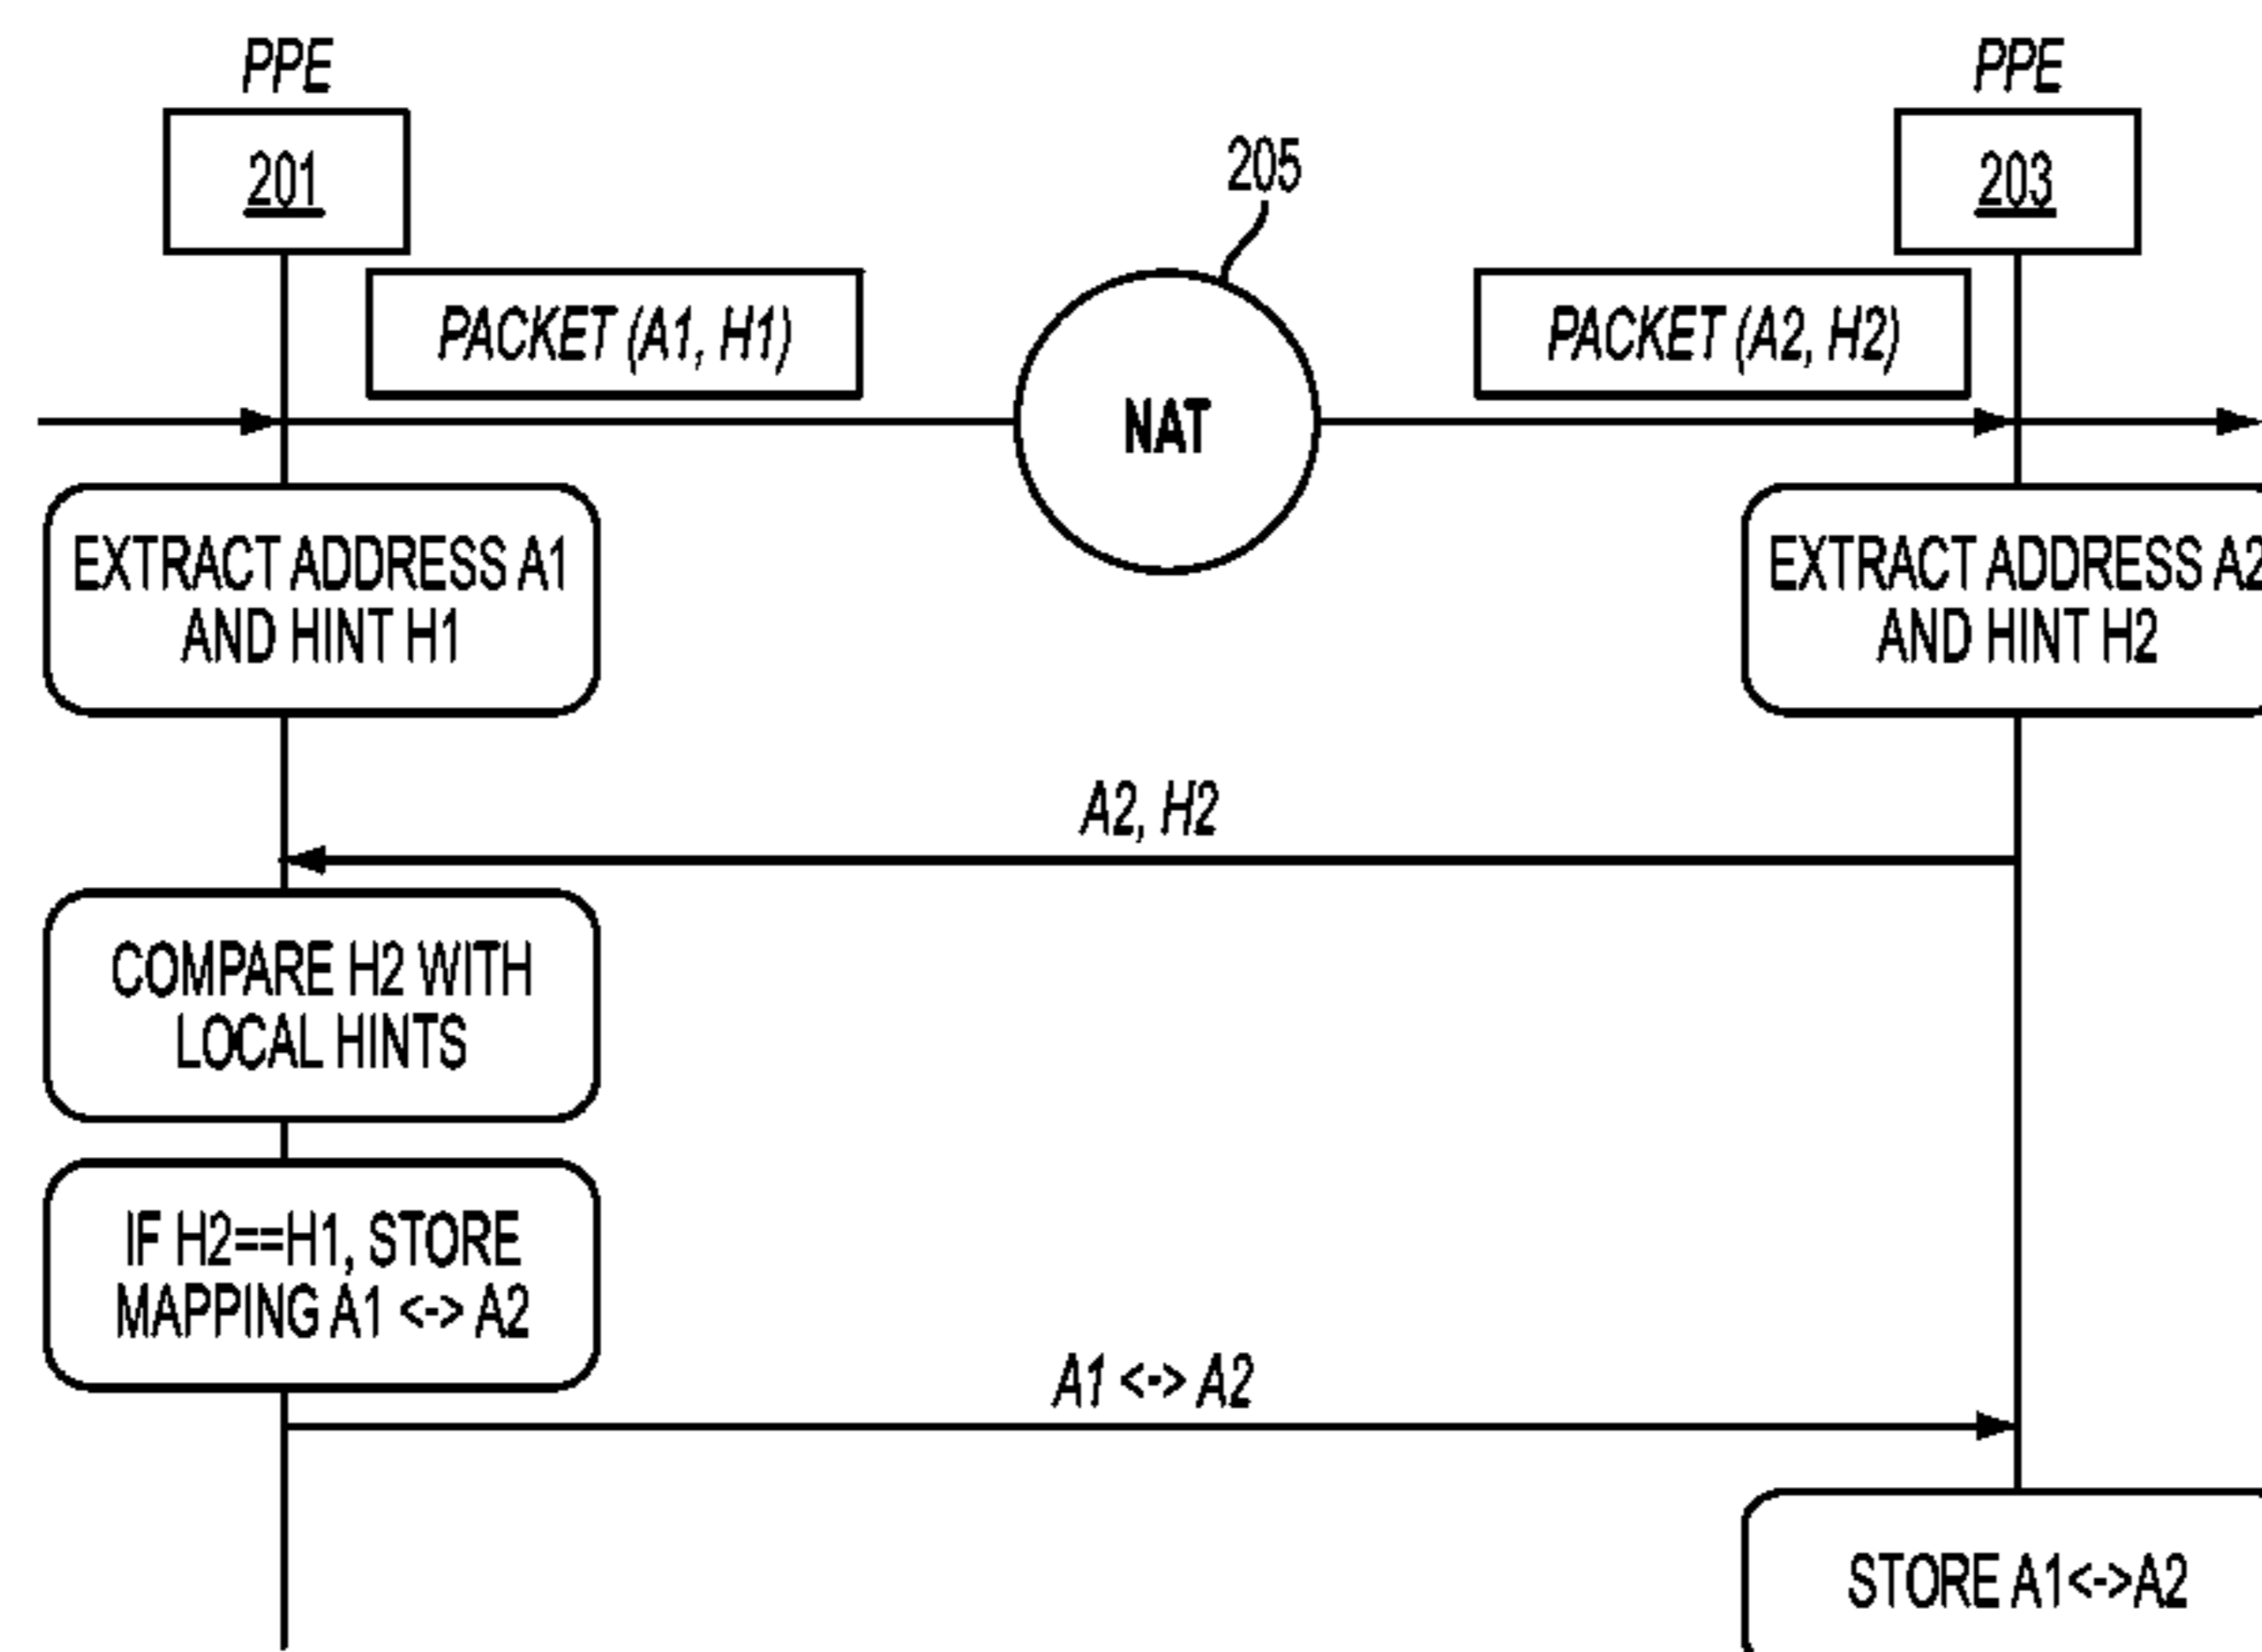 PPE
PPE
201
205
203
PACKET (A1, H1)
PACKET (A2, H2)
NAT
EXTRACT ADDRESS A1
AND HINT H1
EXTRACT ADDRESS A2
AND HINT H2
A2, H2
COMPARE H2 WITH
LOCAL HINTS
IF H2==H1, STORE
MAPPING A1 <-> A2
A1 <-> A2
STORE A1<->A2